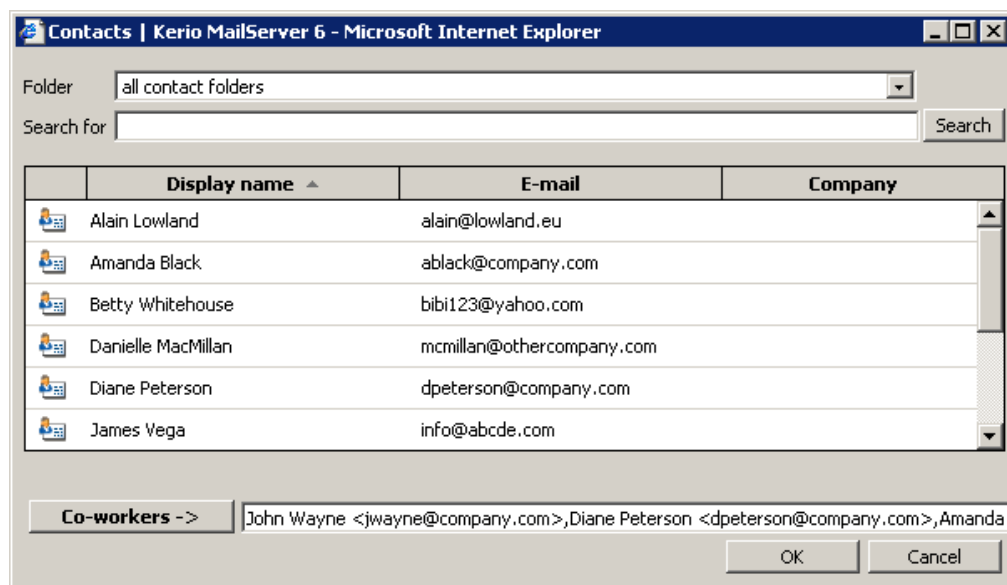 Contacts | Kerio MailServer 6 - Microsoft Internet Explorer
Folder all contact folders
Search for Search
Display name E-mail Company
Alain Lowland alain@lowland.eu
Amanda Black ablack@company.com
Betty Whitehouse bibi123@yahoo.com
Danielle MacMillan mcmillan@othercompany.com
Diane Peterson dpeterson@company.com
James Vega info@abcde.com
Co-workers -> John Wayne <jwayne@company.com>,Diane Peterson <dpeterson@company.com>,Amanda
OK Cancel